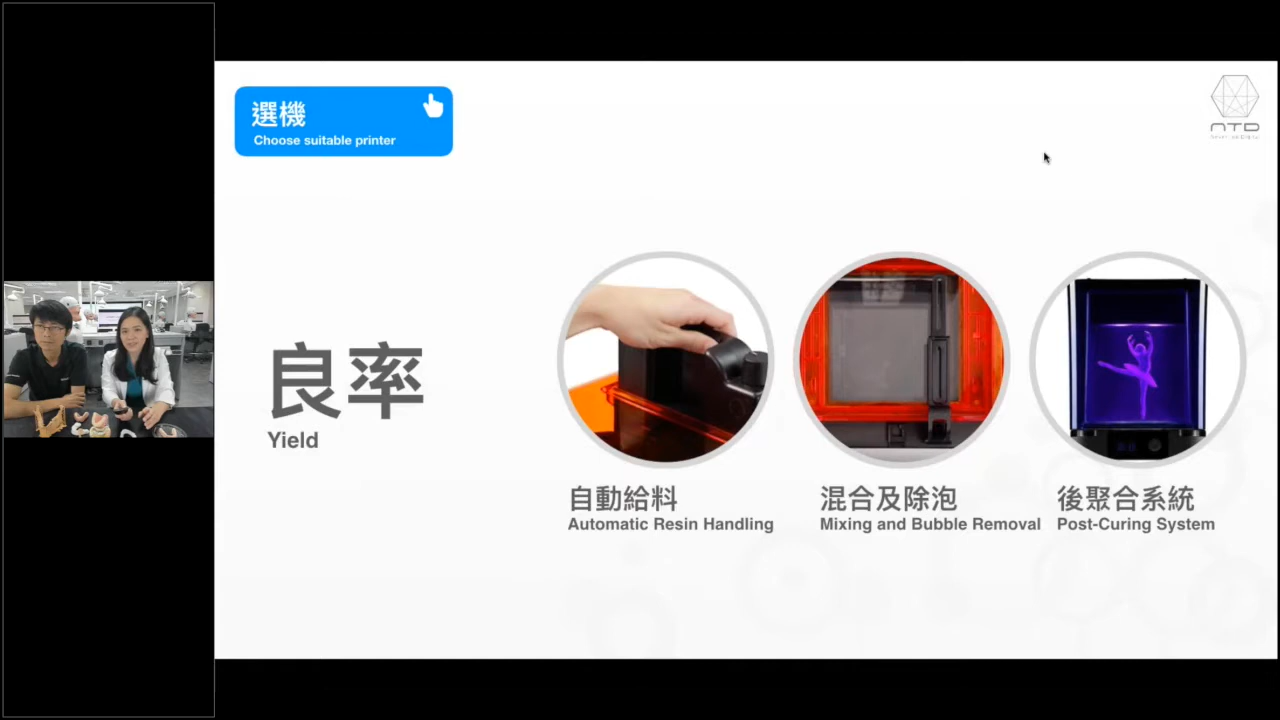 選機
Choose suitable printer
NTD
良率
Yield
自動給料
Automatic Resin Handling
混合及除泡
Mixing and Bubble Removal
後聚合系統
Post-Curing System